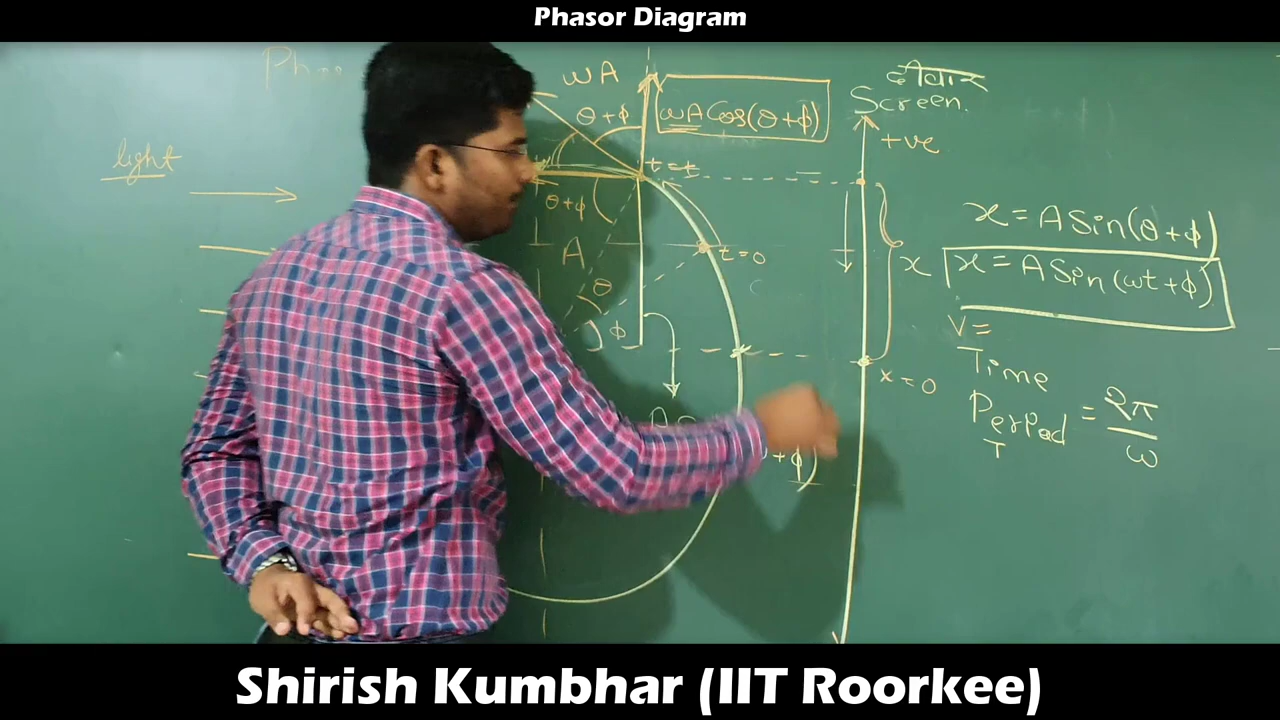 Phasor Diagram
ωA
θ+φ
ωA Cos(θ+φ)
Screen.
+ve
light
t=t
θ+φ
A
t=0
θ
φ
x
x=0
x = A Sin(θ+φ)
x = A Sin(ωt+φ)
V=
Time
Period = 2π/ω
T
+φ)
Shirish Kumbhar (IIT Roorkee)